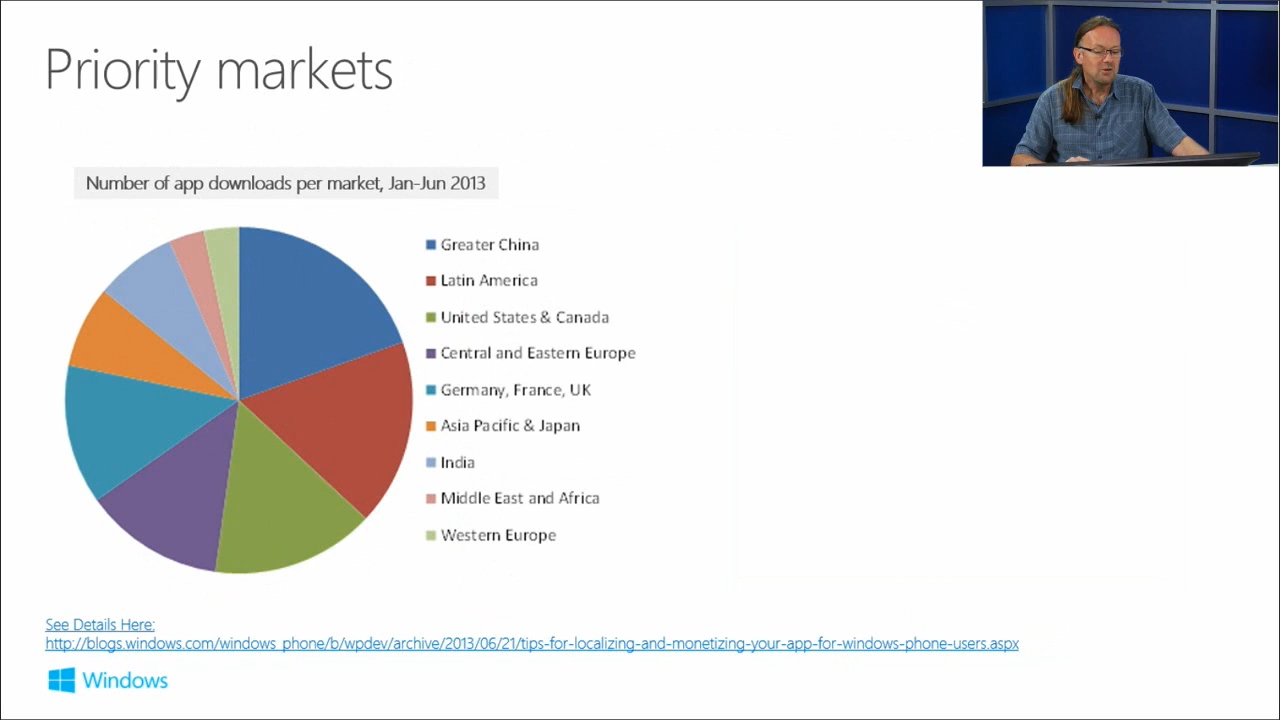 Priority markets
Number of app downloads per market, Jan-Jun 2013
Greater China
Latin America
United States & Canada
Central and Eastern Europe
Germany, France, UK
Asia Pacific & Japan
India
Middle East and Africa
Western Europe
See Details Here:
http://blogs.windows.com/windows_phone/b/wpdev/archive/2013/06/21/tips-for-localizing-and-monetizing-your-app-for-windows-phone-users.aspx
Windows